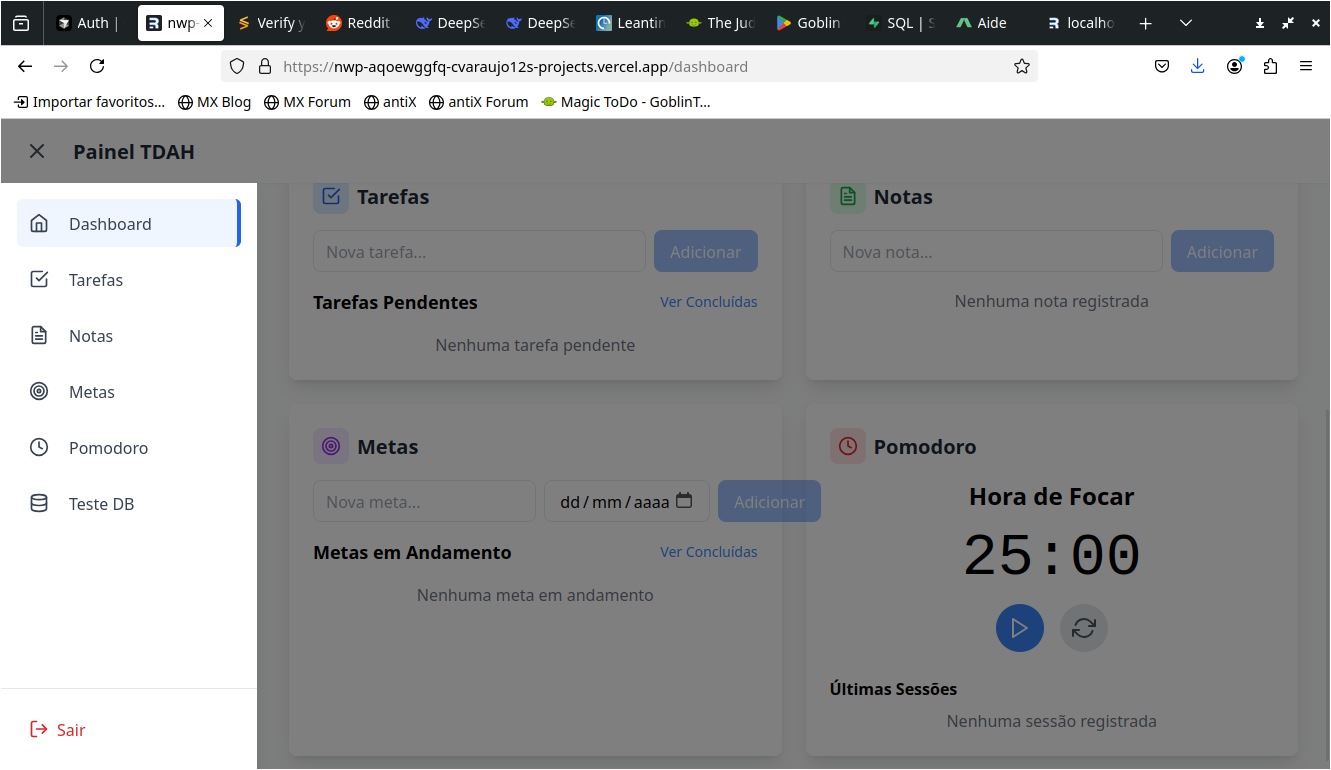 Auth | nwp- Verify y Reddit DeepSe DeepSe Leantin The Jud Goblin SQL | S Aide localho
https://nwp-aqoewggfq-cvaraujo12s-projects.vercel.app/dashboard
Importar favoritos... MX Blog MX Forum antiX antiX Forum Magic ToDo - GoblinT...
Painel TDAH
Dashboard
Tarefas
Notas
Metas
Pomodoro
Teste DB
Sair
Tarefas
Nova tarefa... Adicionar
Tarefas Pendentes Ver Concluídas
Nenhuma tarefa pendente
Notas
Nova nota... Adicionar
Nenhuma nota registrada
Metas
Nova meta... dd/mm/aaaa Adicionar
Metas em Andamento Ver Concluídas
Nenhuma meta em andamento
Pomodoro
Hora de Focar
25:00
Últimas Sessões
Nenhuma sessão registrada